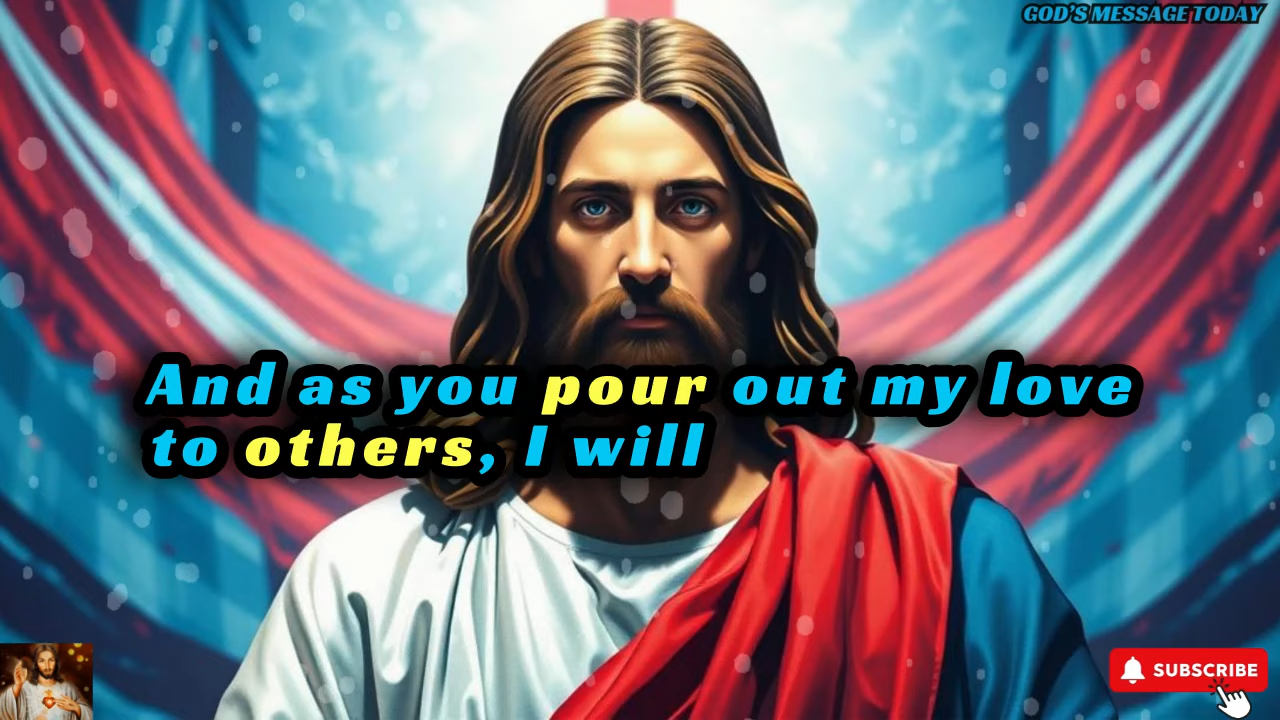 GOD'S MESSAGE TODAY
And as you pour out my love
to others, I will
SUBSCRIBE